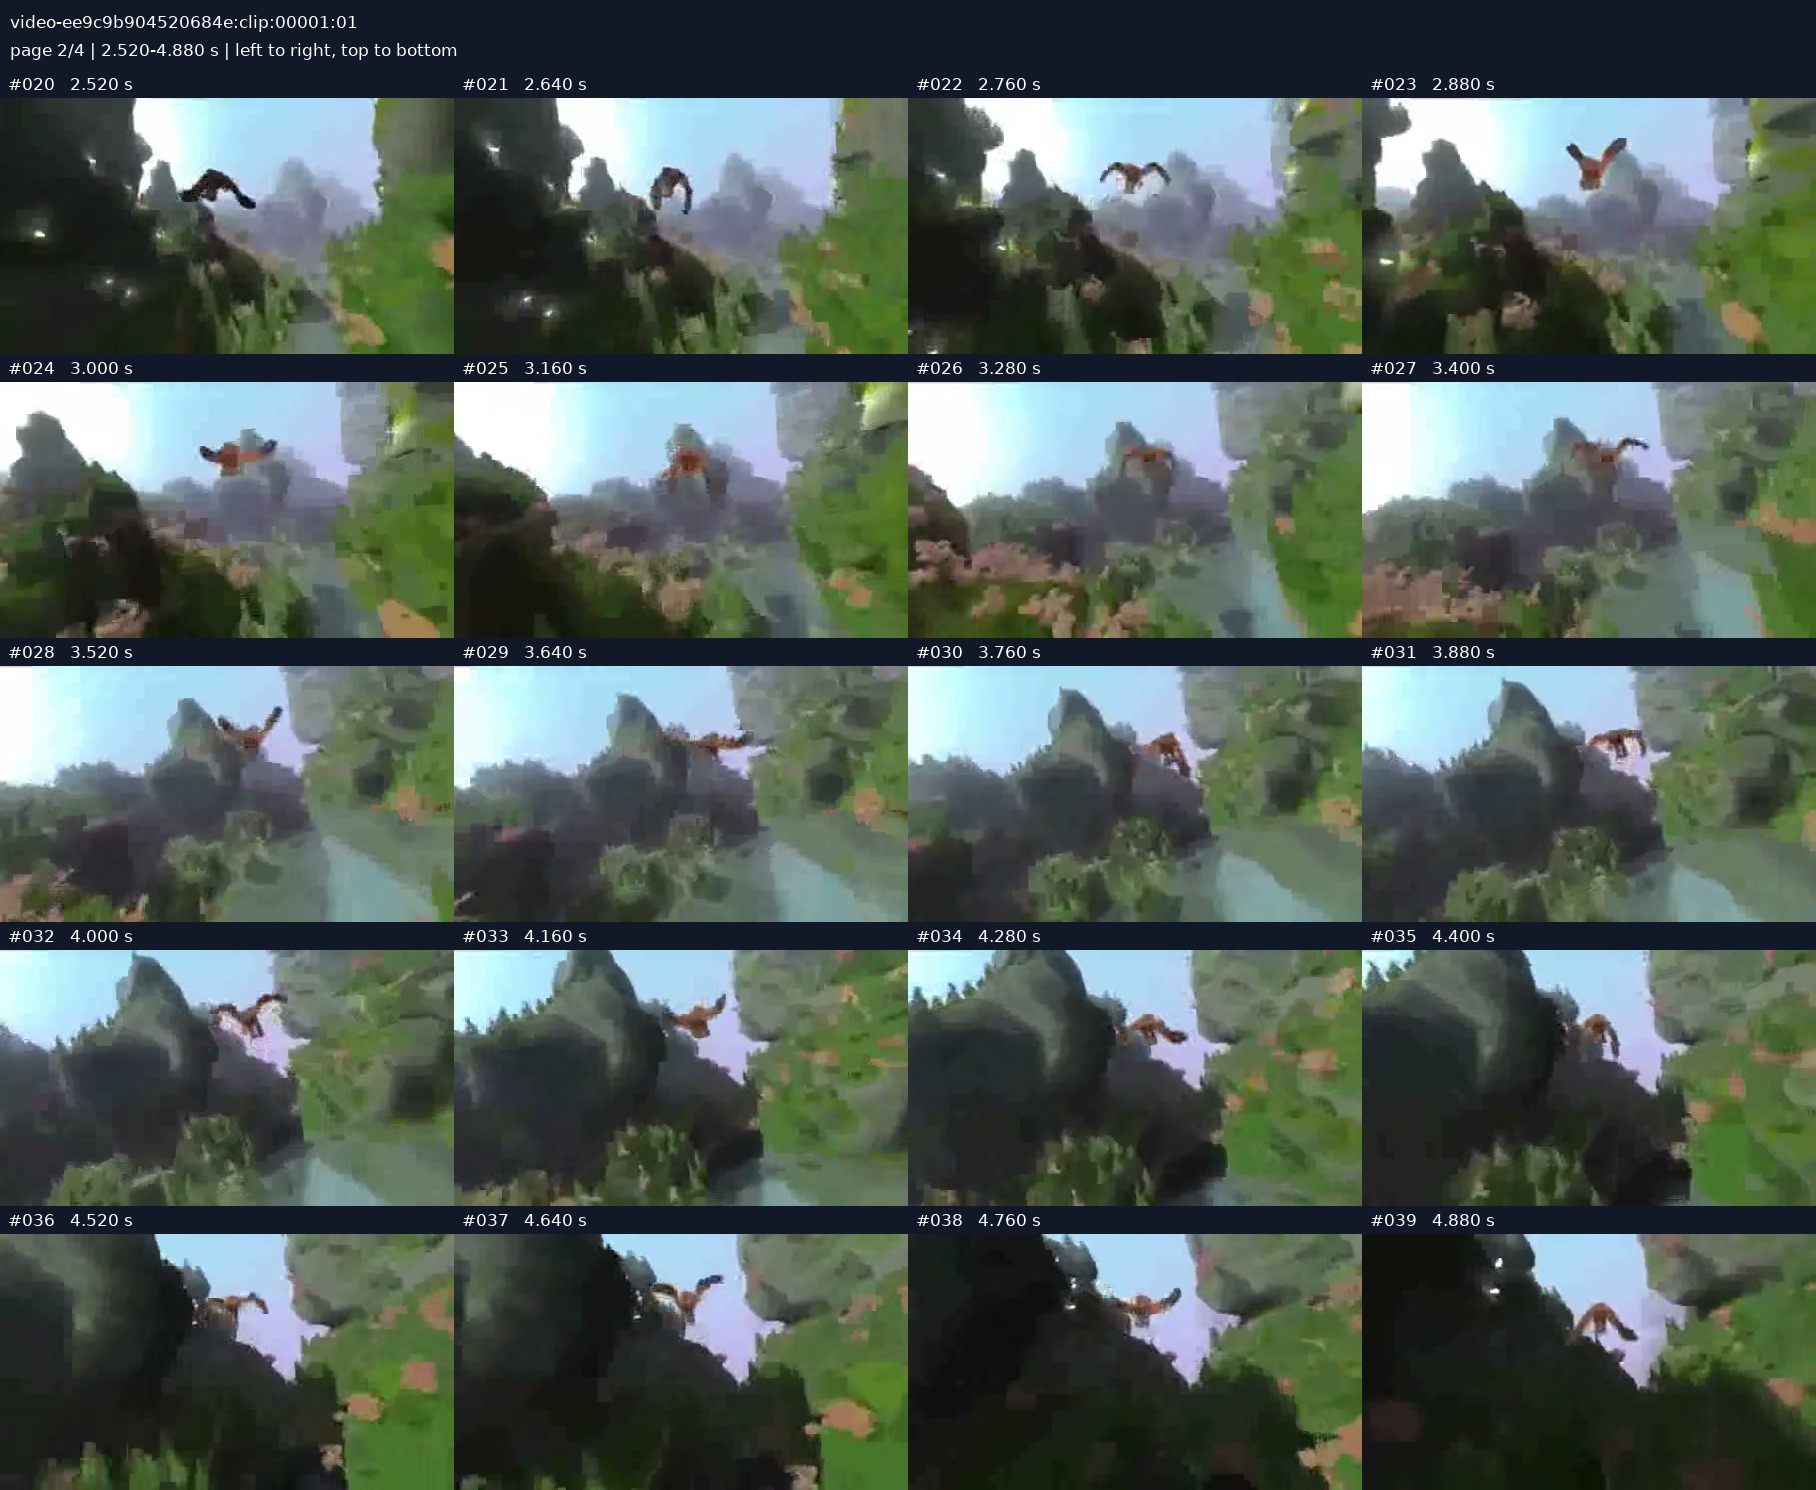 video-ee9c9b904520684e:clip:00001:01
page 2/4 | 2.520-4.880 s | left to right, top to bottom
#020 2.520 s
#021 2.640 s
#022 2.760 s
#023 2.880 s
#024 3.000 s
#025 3.160 s
#026 3.280 s
#027 3.400 s
#028 3.520 s
#029 3.640 s
#030 3.760 s
#031 3.880 s
#032 4.000 s
#033 4.160 s
#034 4.280 s
#035 4.400 s
#036 4.520 s
#037 4.640 s
#038 4.760 s
#039 4.880 s